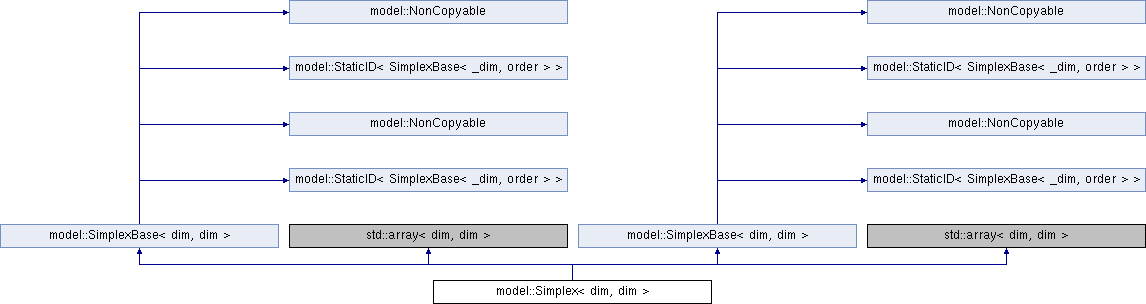 model::NonCopyable
model::NonCopyable
model::StaticID< SimplexBase< _dim, order > >
model::StaticID< SimplexBase< _dim, order > >
model::NonCopyable
model::NonCopyable
model::StaticID< SimplexBase< _dim, order > >
model::StaticID< SimplexBase< _dim, order > >
model::SimplexBase< dim, dim >
std::array< dim, dim >
model::SimplexBase< dim, dim >
std::array< dim, dim >
model::Simplex< dim, dim >